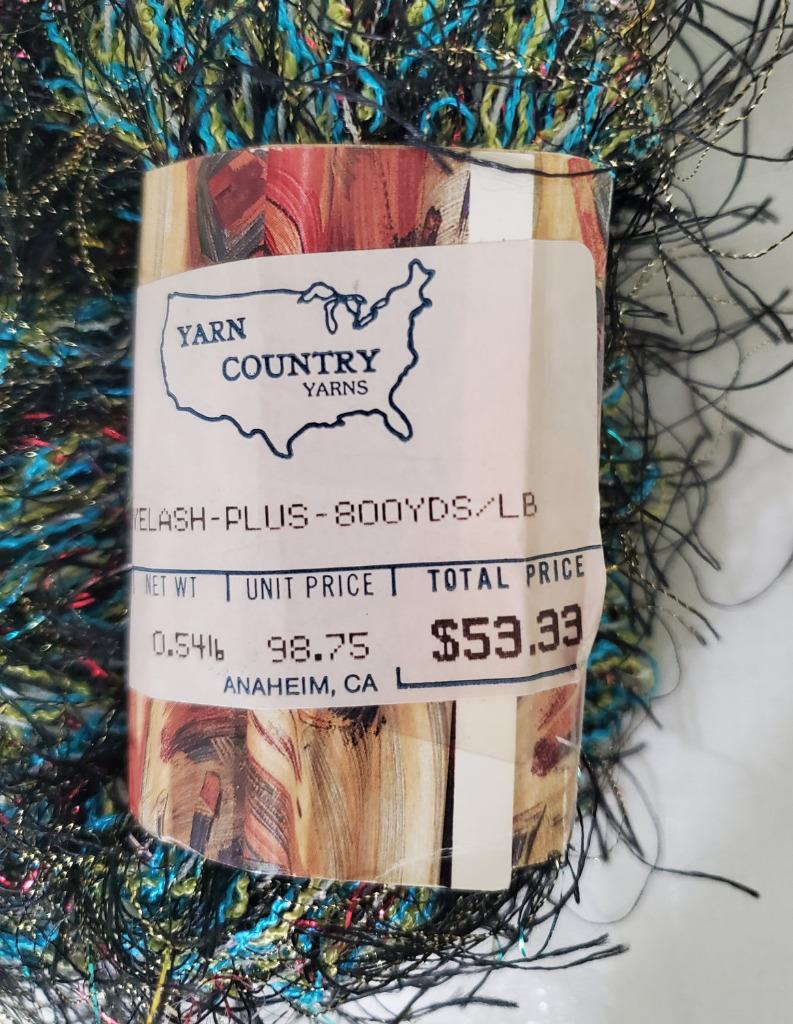 YARN
COUNTRY
YARNS
YELASH-PLUS-800YDS/LB
NET WT UNIT PRICE TOTAL PRICE
0.54lb 98.75 $53.33
ANAHEIM, CA